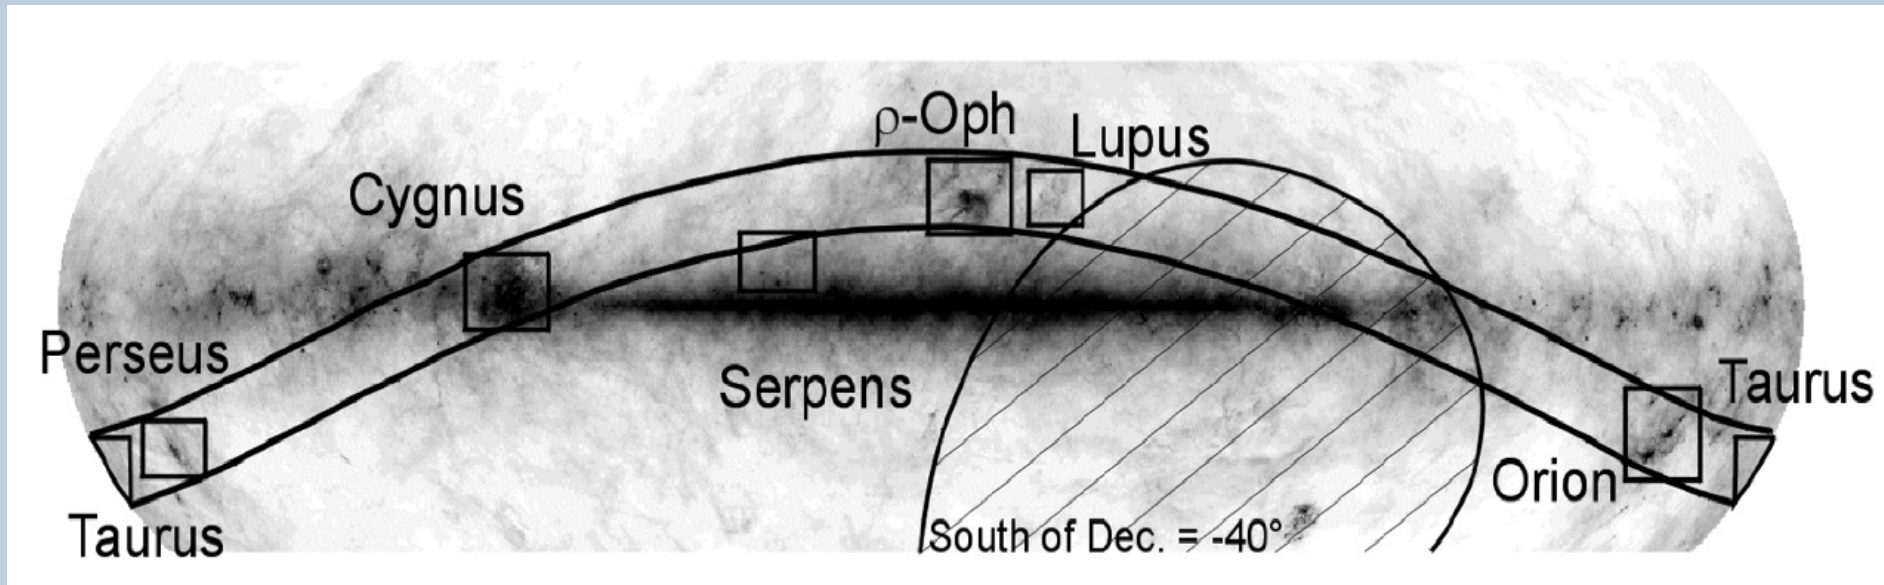 ρ-Oph
Lupus
Cygnus
Perseus
Serpens
Taurus
Orion
Taurus
South of Dec. = -40°